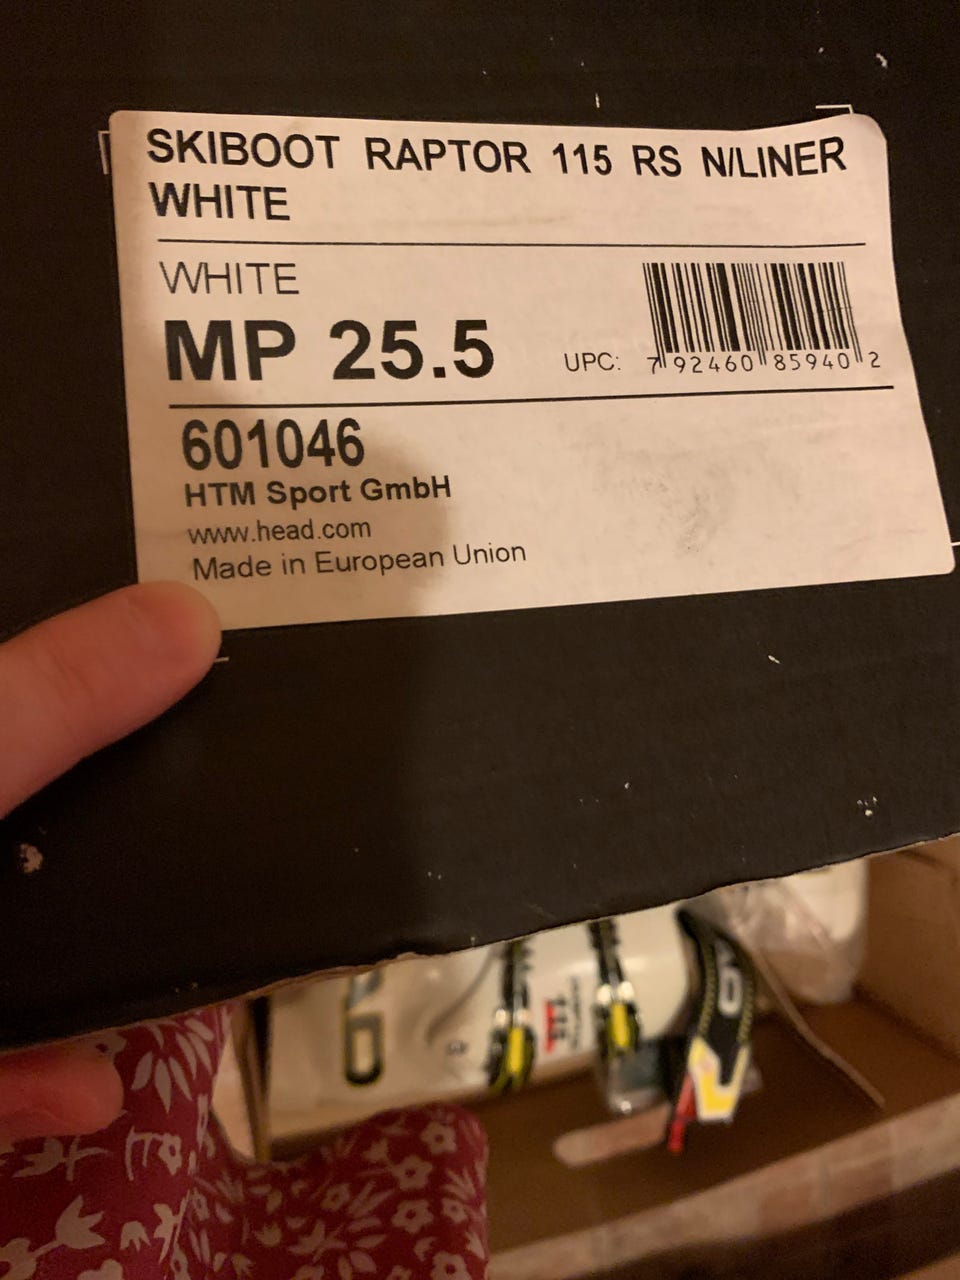 SKIBOOT RAPTOR 115 RS N/LINER
WHITE
WHITE
MP 25.5
UPC: 7 92460 85940 2
601046
HTM Sport GmbH
www.head.com
Made in European Union
115